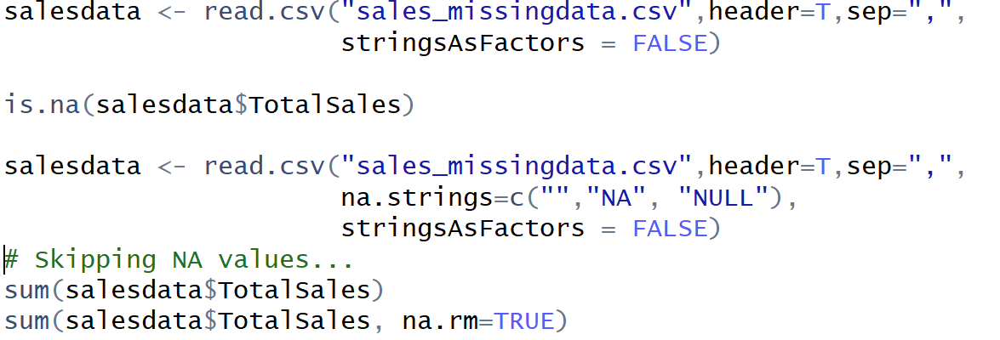 salesdata <- read.csv("sales_missingdata.csv",header=T,sep=",",
stringsAsFactors = FALSE)
is.na(salesdata$TotalSales)
salesdata <- read.csv("sales_missingdata.csv",header=T,sep=",",
na.strings=c("","NA", "NULL"),
stringsAsFactors = FALSE)
# Skipping NA values...
sum(salesdata$TotalSales)
sum(salesdata$TotalSales, na.rm=TRUE)